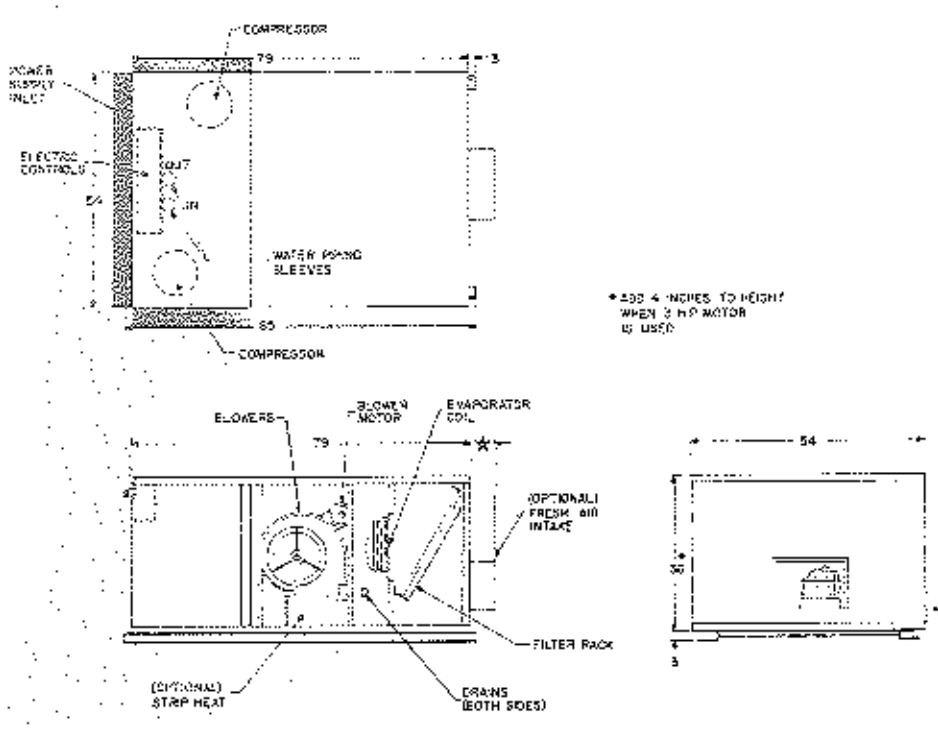 COMPRESSOR
79
3
POWER
SUPPLY
INLET
ELECTRIC
CONTROLS
OUT
IN
54
WATER PIPING
SLEEVES
* ADD 4 INCHES TO HEIGHT
WHEN 3 H.P. MOTOR
IS USED
85
COMPRESSOR
BLOWERS
BLOWER
MOTOR
EVAPORATOR
COIL
79
54
(OPTIONAL)
FRESH AIR
INTAKE
FILTER RACK
3
(OPTIONAL)
STRIP HEAT
DRAINS
(BOTH SIDES)